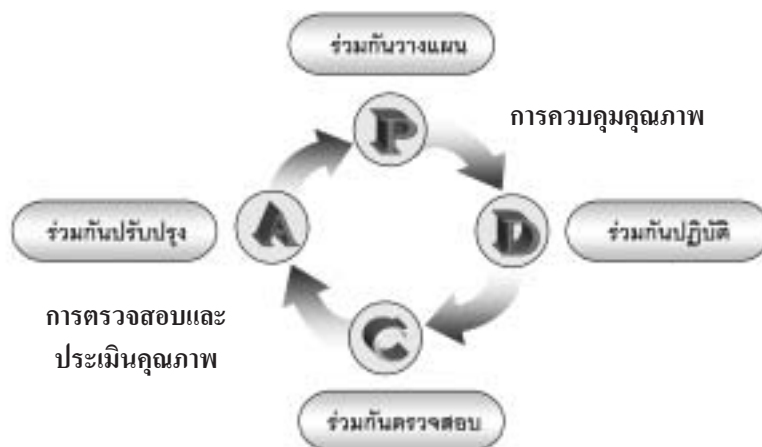 ร่วมกันวางแผน
P
การควบคุมคุณภาพ
A
ร่วมกันปรับปรุง
D
ร่วมกันปฏิบัติ
การตรวจสอบและ
ประเมินคุณภาพ
C
ร่วมกันตรวจสอบ